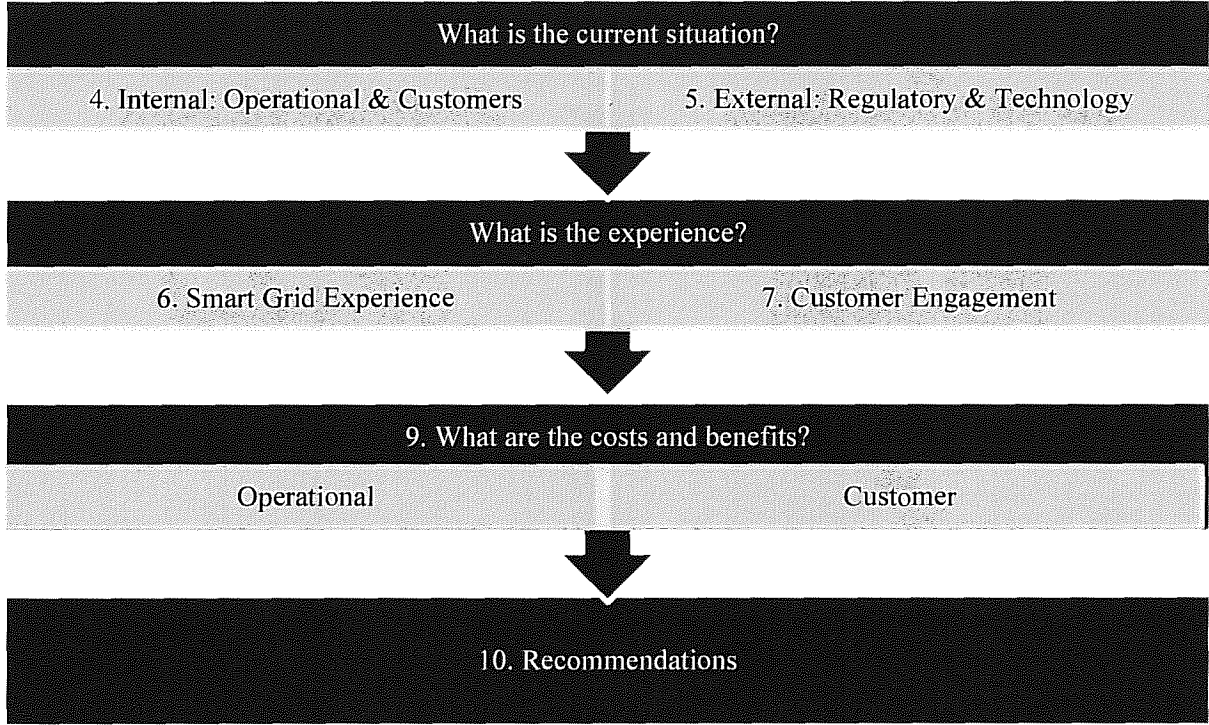 What is the current situation?
4. Internal: Operational & Customers
5. External: Regulatory & Technology
What is the experience?
6. Smart Grid Experience
7. Customer Engagement
9. What are the costs and benefits?
Operational
Customer
10. Recommendations